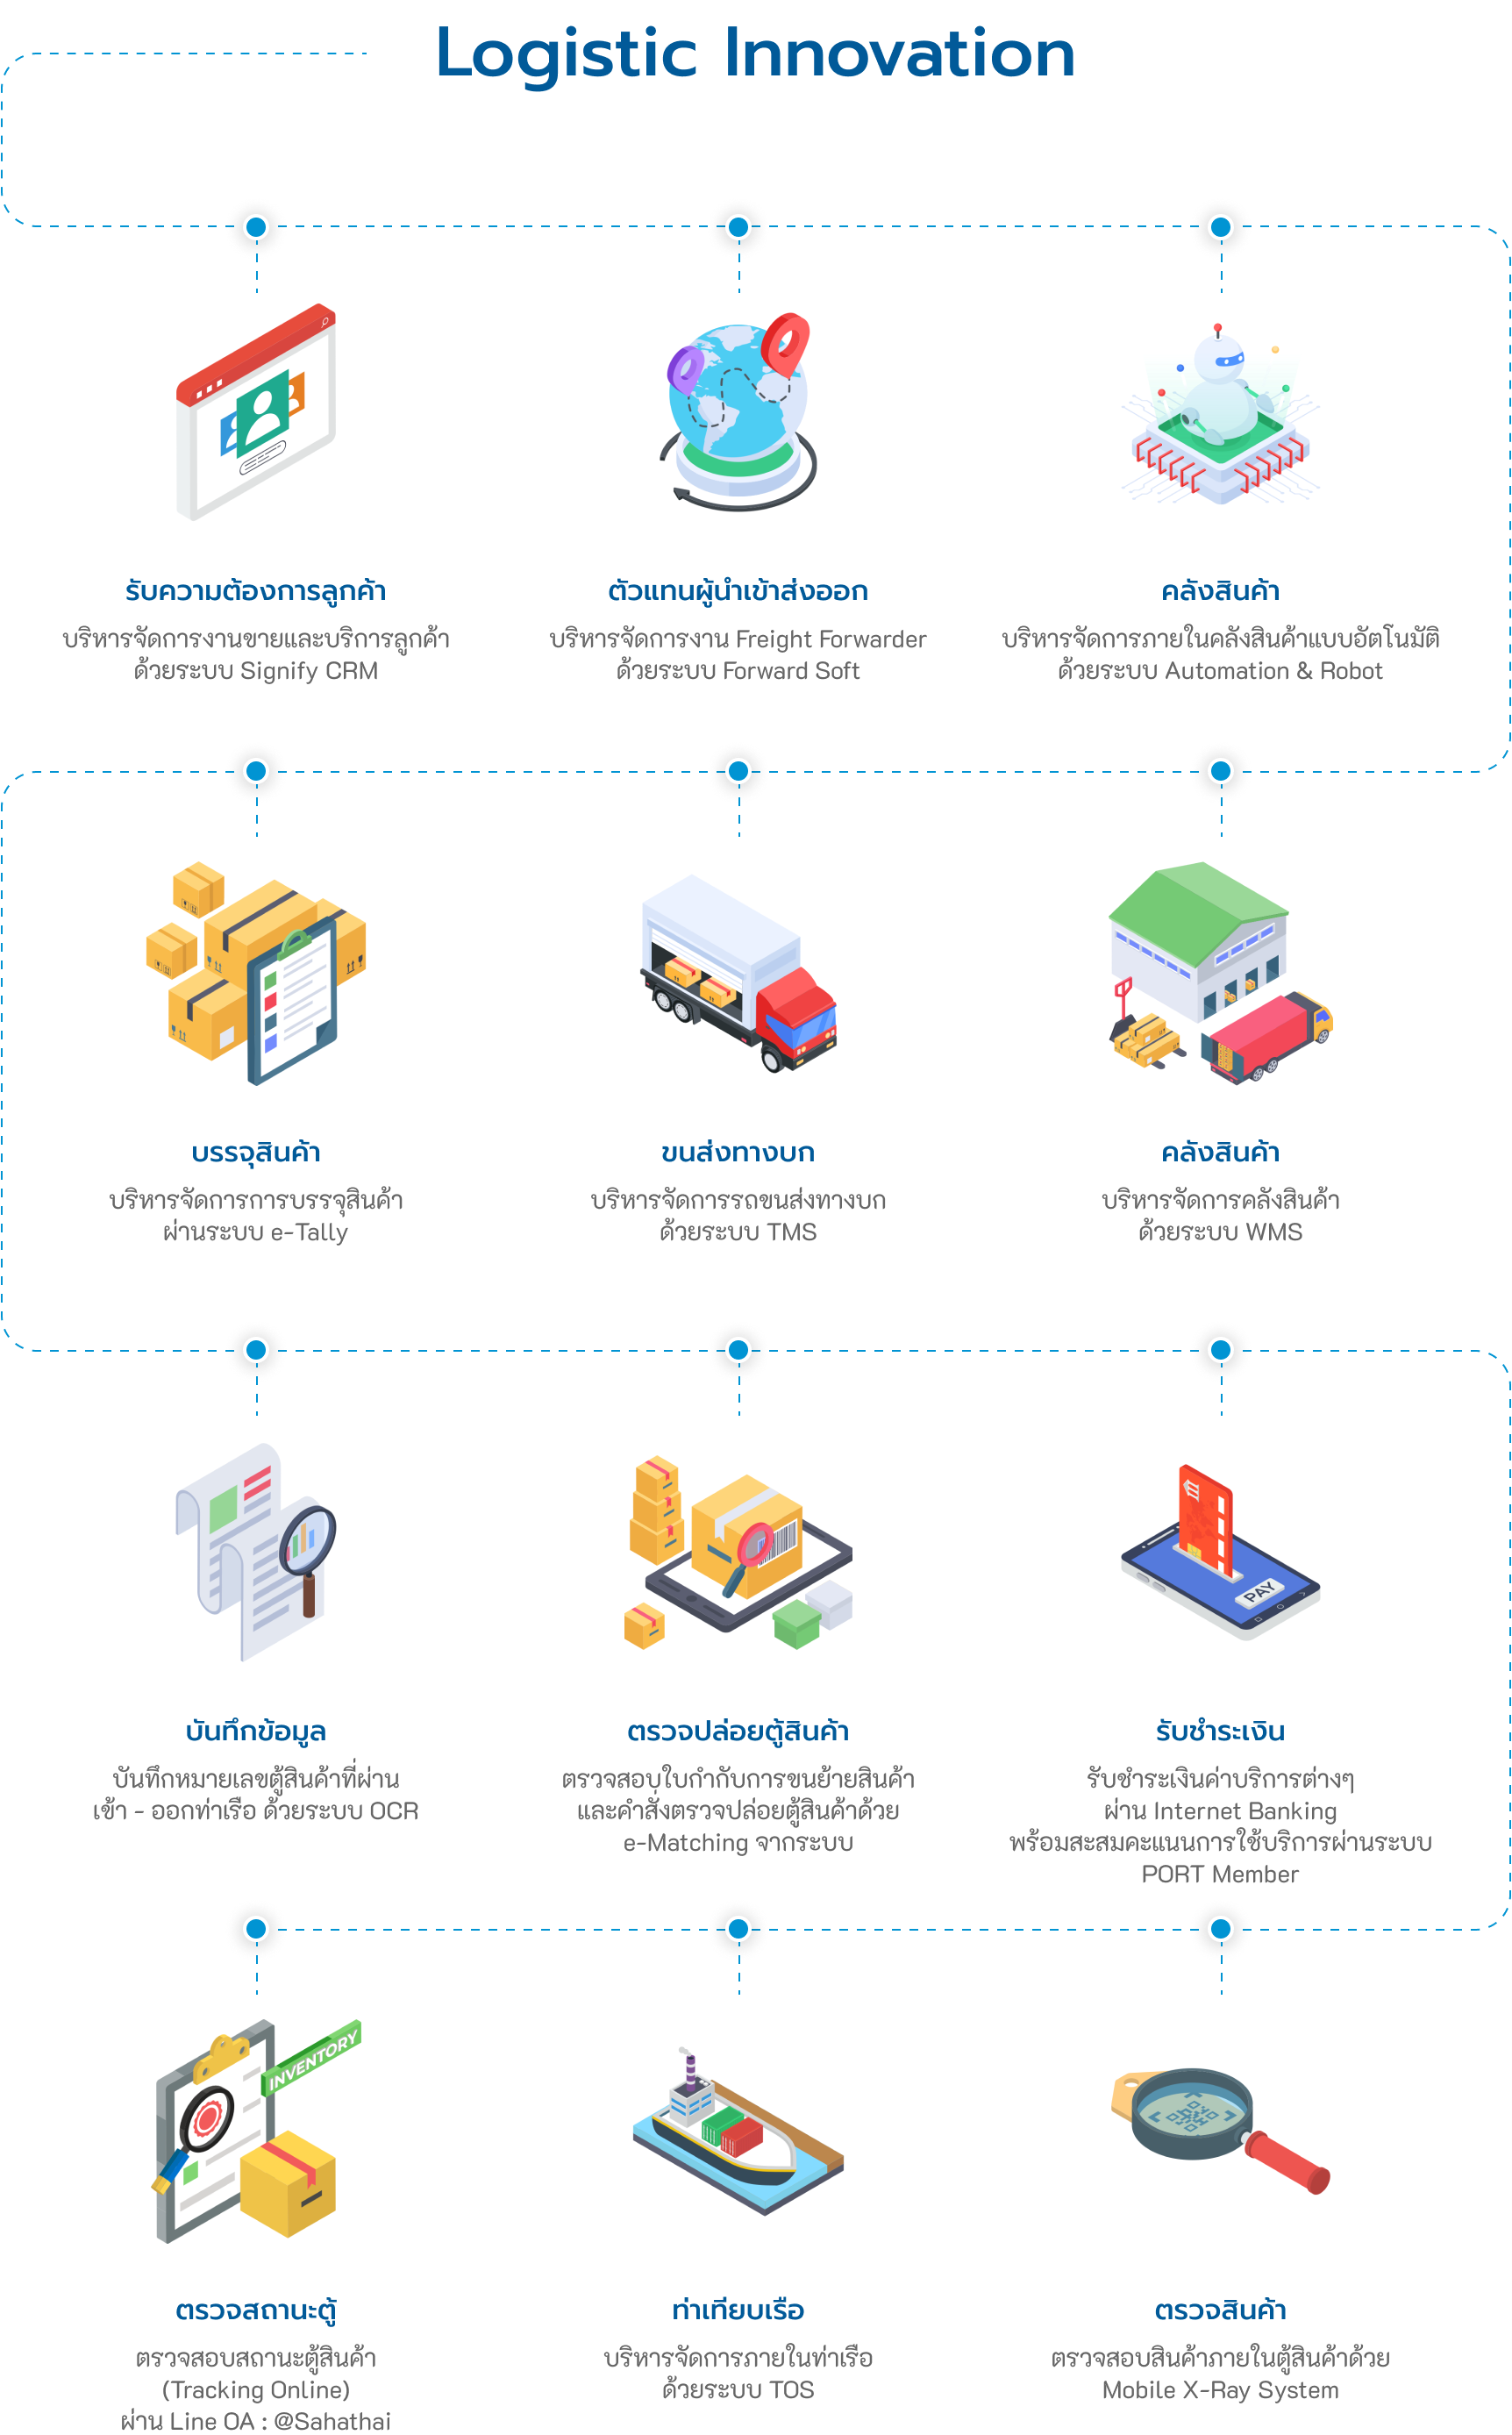 Logistic Innovation
รับความต้องการลูกค้า
บริหารจัดการงานขายและบริการลูกค้า
ด้วยระบบ Signify CRM
ตัวแทนผู้นำเข้าส่งออก
บริหารจัดการงาน Freight Forwarder
ด้วยระบบ Forward Soft
คลังสินค้า
บริหารจัดการภายในคลังสินค้าแบบอัตโนมัติ
ด้วยระบบ Automation & Robot
บรรจุสินค้า
บริหารจัดการการบรรจุสินค้า
ผ่านระบบ e-Tally
ขนส่งทางบก
บริหารจัดการรถขนส่งทางบก
ด้วยระบบ TMS
คลังสินค้า
บริหารจัดการคลังสินค้า
ด้วยระบบ WMS
บันทึกข้อมูล
บันทึกหมายเลขตู้สินค้าที่ผ่าน
เข้า - ออกท่าเรือ ด้วยระบบ OCR
ตรวจปล่อยตู้สินค้า
ตรวจสอบใบกำกับการขนย้ายสินค้า
และคำสั่งตรวจปล่อยตู้สินค้าด้วย
e-Matching จากระบบ
PAY
รับชำระเงิน
รับชำระเงินค่าบริการต่างๆ
ผ่าน Internet Banking
พร้อมสะสมคะแนนการใช้บริการผ่านระบบ
PORT Member
INVENTORY
ตรวจสถานะตู้
ตรวจสอบสถานะตู้สินค้า
(Tracking Online)
ผ่าน Line OA : @Sahathai
ท่าเทียบเรือ
บริหารจัดการภายในท่าเรือ
ด้วยระบบ TOS
ตรวจสินค้า
ตรวจสอบสินค้าภายในตู้สินค้าด้วย
Mobile X-Ray System